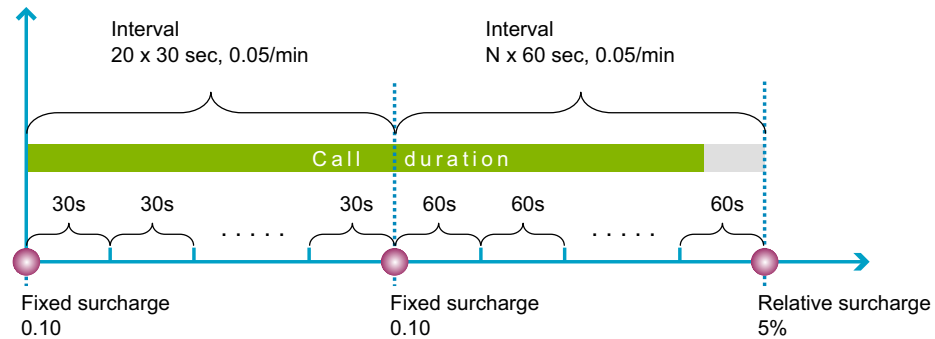 Interval
20 x 30 sec, 0.05/min
Interval
N x 60 sec, 0.05/min
Call duration
30s
30s
. . . . .
30s
60s
60s
. . . . .
60s
Fixed surcharge
0.10
Fixed surcharge
0.10
Relative surcharge
5%